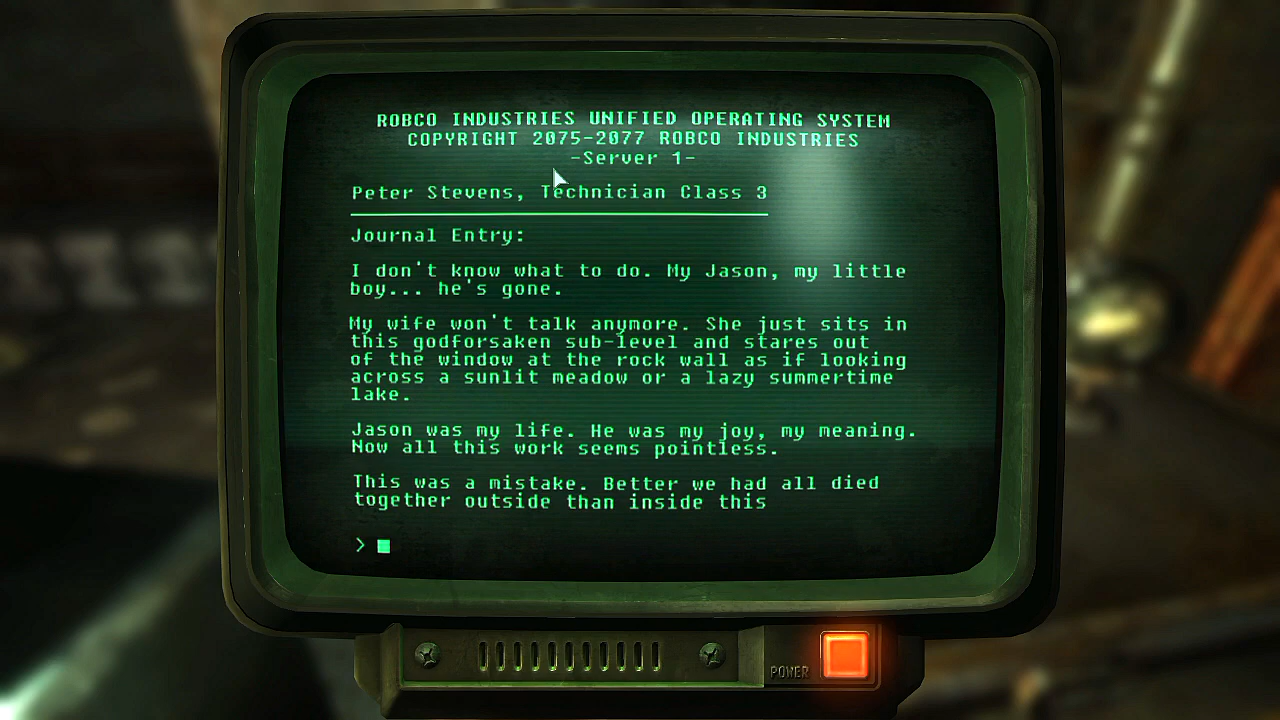 ROBCO INDUSTRIES UNIFIED OPERATING SYSTEM
COPYRIGHT 2075-2077 ROBCO INDUSTRIES
-Server 1-
Peter Stevens, Technician Class 3
Journal Entry:
I don't know what to do. My Jason, my little
boy... he's gone.
My wife won't talk anymore. She just sits in
this godforsaken sub-level and stares out
of the window at the rock wall as if looking
across a sunlit meadow or a lazy summertime
lake.
Jason was my life. He was my joy, my meaning.
Now all this work seems pointless.
This was a mistake. Better we had all died
together outside than inside this
>
POWER